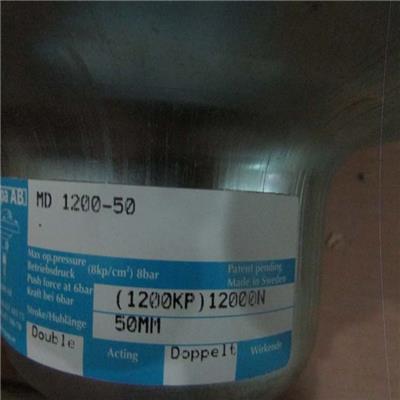 AB
MD 1200-50
Max op.pressure
Betriebsdruck (8kp/cm²) 8bar
Patent pending
Made in Sweden
Push force at 6bar
Kraft bei 6bar
(1200KP)12000N
Stroke/Hublänge
50MM
Double Acting Doppelt Wirkende